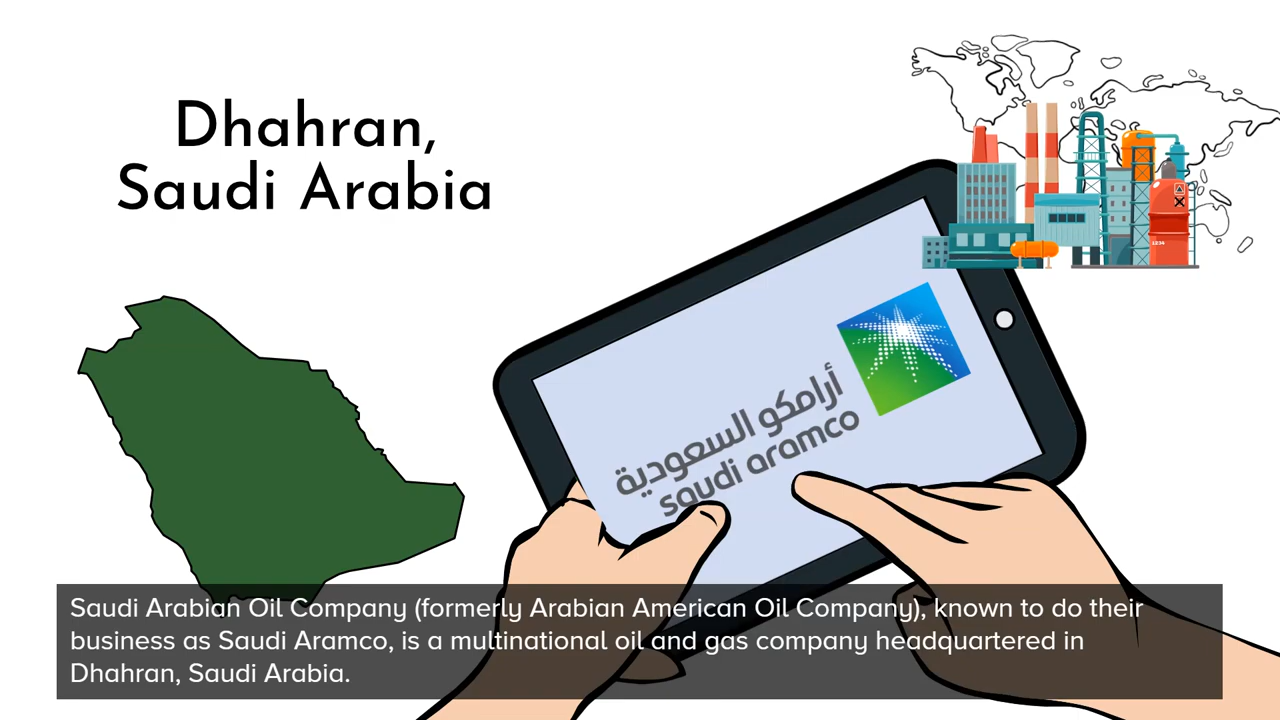 Dhahran,
Saudi Arabia
أرامكو السعودية
saudi aramco
1234
Saudi Arabian Oil Company (formerly Arabian American Oil Company), known to do their
business as Saudi Aramco, is a multinational oil and gas company headquartered in
Dhahran, Saudi Arabia.